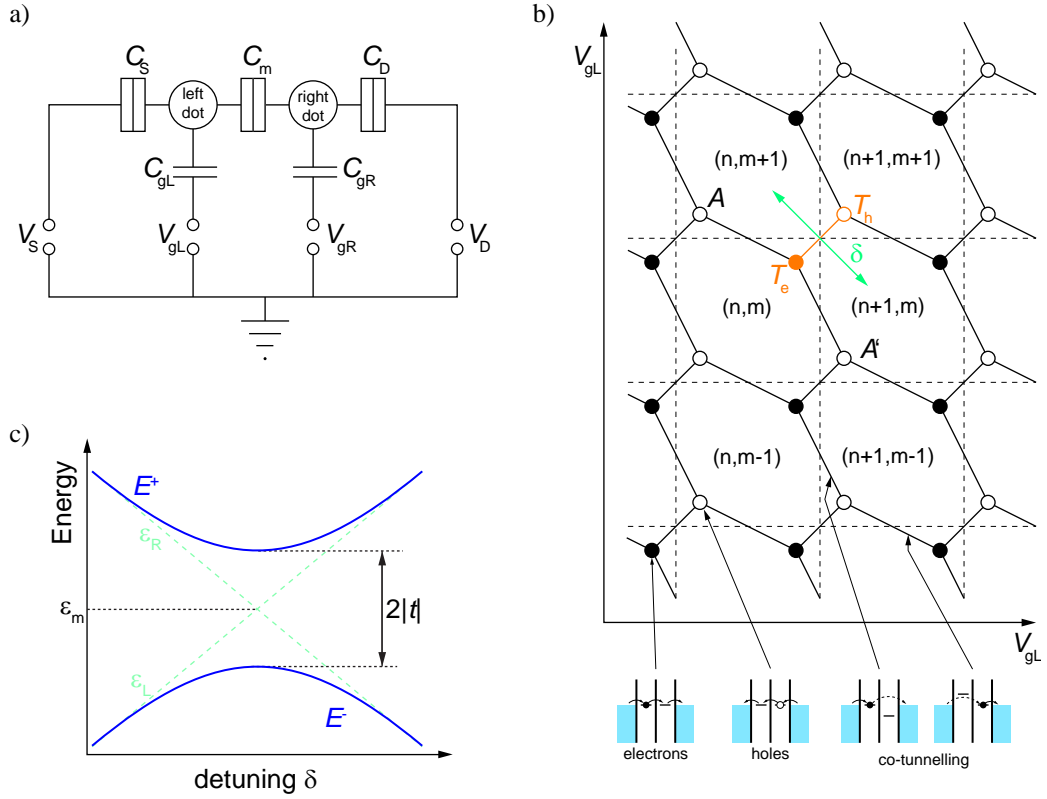 a)
C_S
C_m
C_D
left
dot
right
dot
C_gL
C_gR
V_S
V_gL
V_gR
V_D
b)
V_gL
(n,m+1)
(n+1,m+1)
A
T_h
δ
T_e
(n,m)
(n+1,m)
A'
(n,m-1)
(n+1,m-1)
V_gL
electrons
holes
co-tunnelling
c)
Energy
E+
ε_R
ε_m
2|t|
ε_L
E-
detuning δ